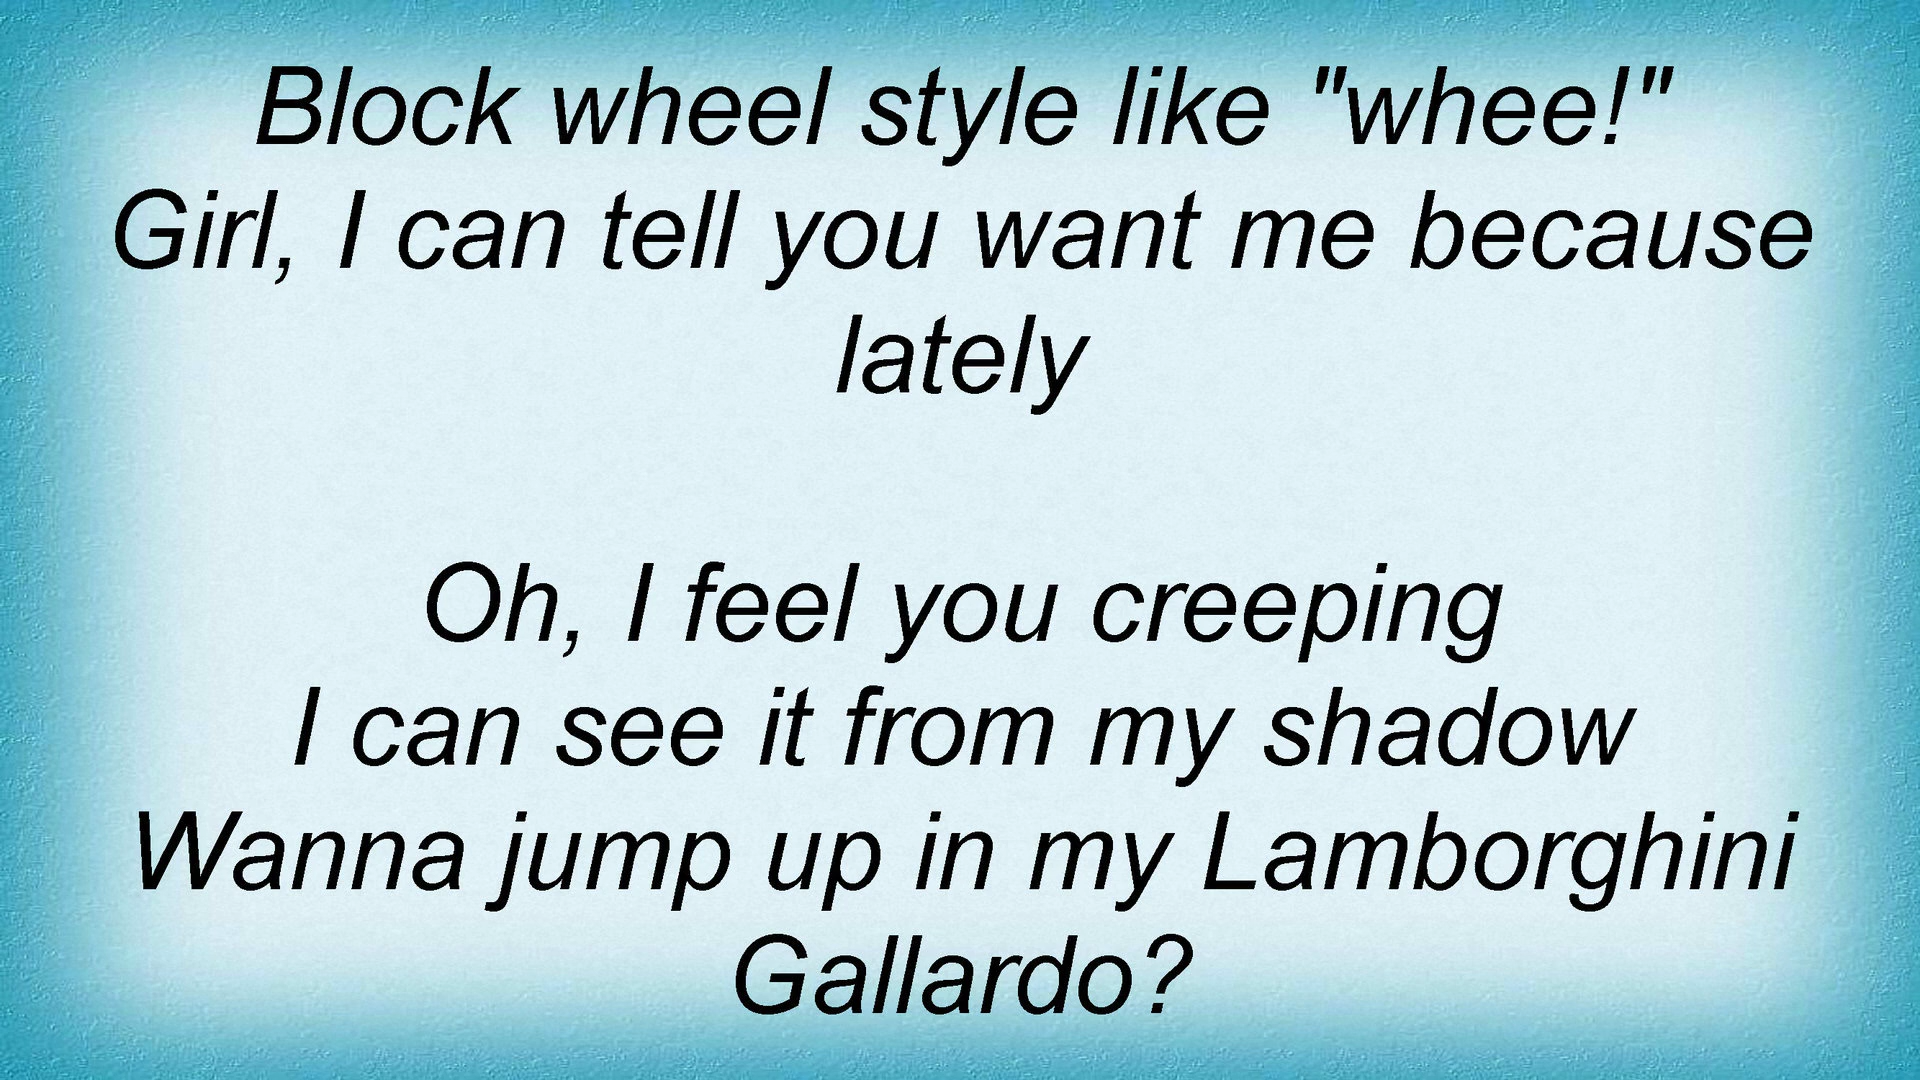 Block wheel style like "whee!"
Girl, I can tell you want me because
lately
Oh, I feel you creeping
I can see it from my shadow
Wanna jump up in my Lamborghini
Gallardo?